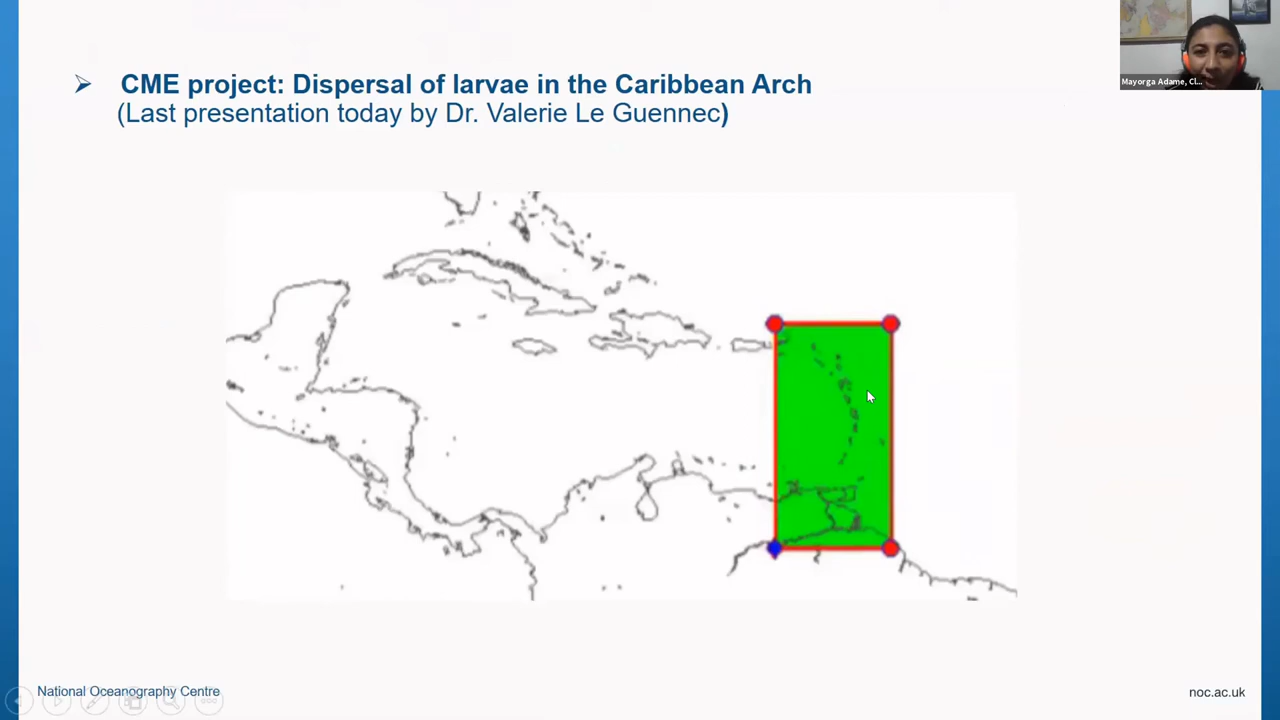 CME project: Dispersal of larvae in the Caribbean Arch
(Last presentation today by Dr. Valerie Le Guennec)
Mayorga Adame, Cl...
National Oceanography Centre
noc.ac.uk